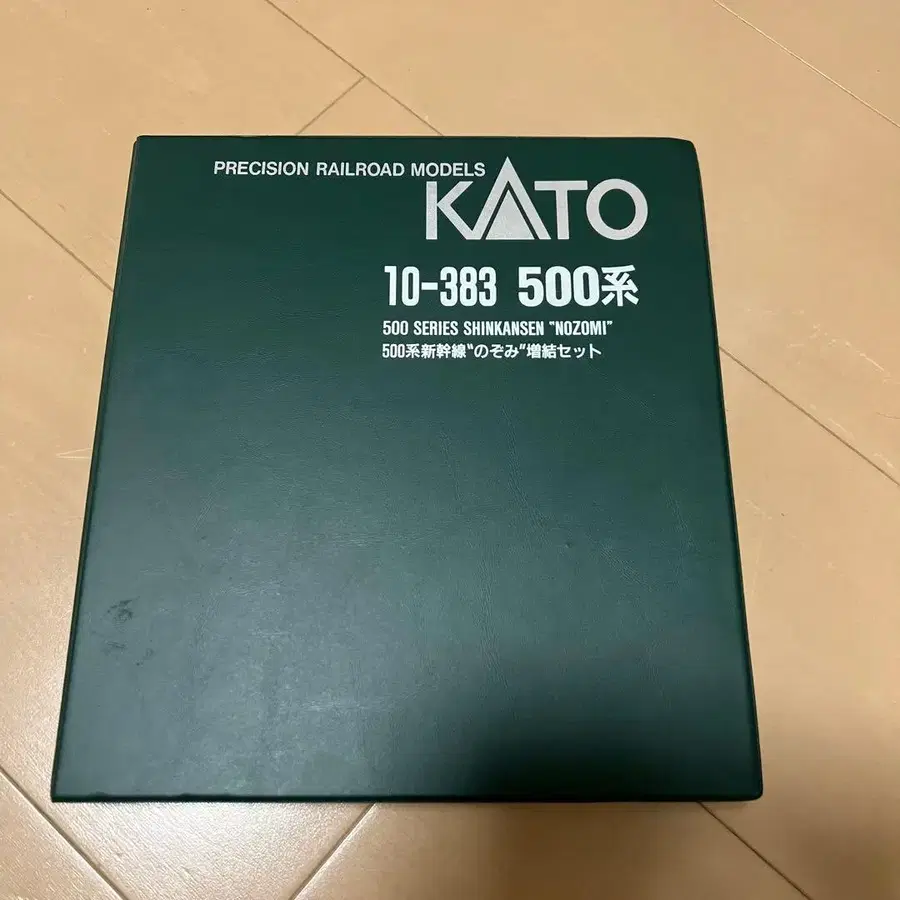 PRECISION RAILROAD MODELS
KATO
10-383 500系
500 SERIES SHINKANSEN "NOZOMI"
500系新幹線"のぞみ"増結セット